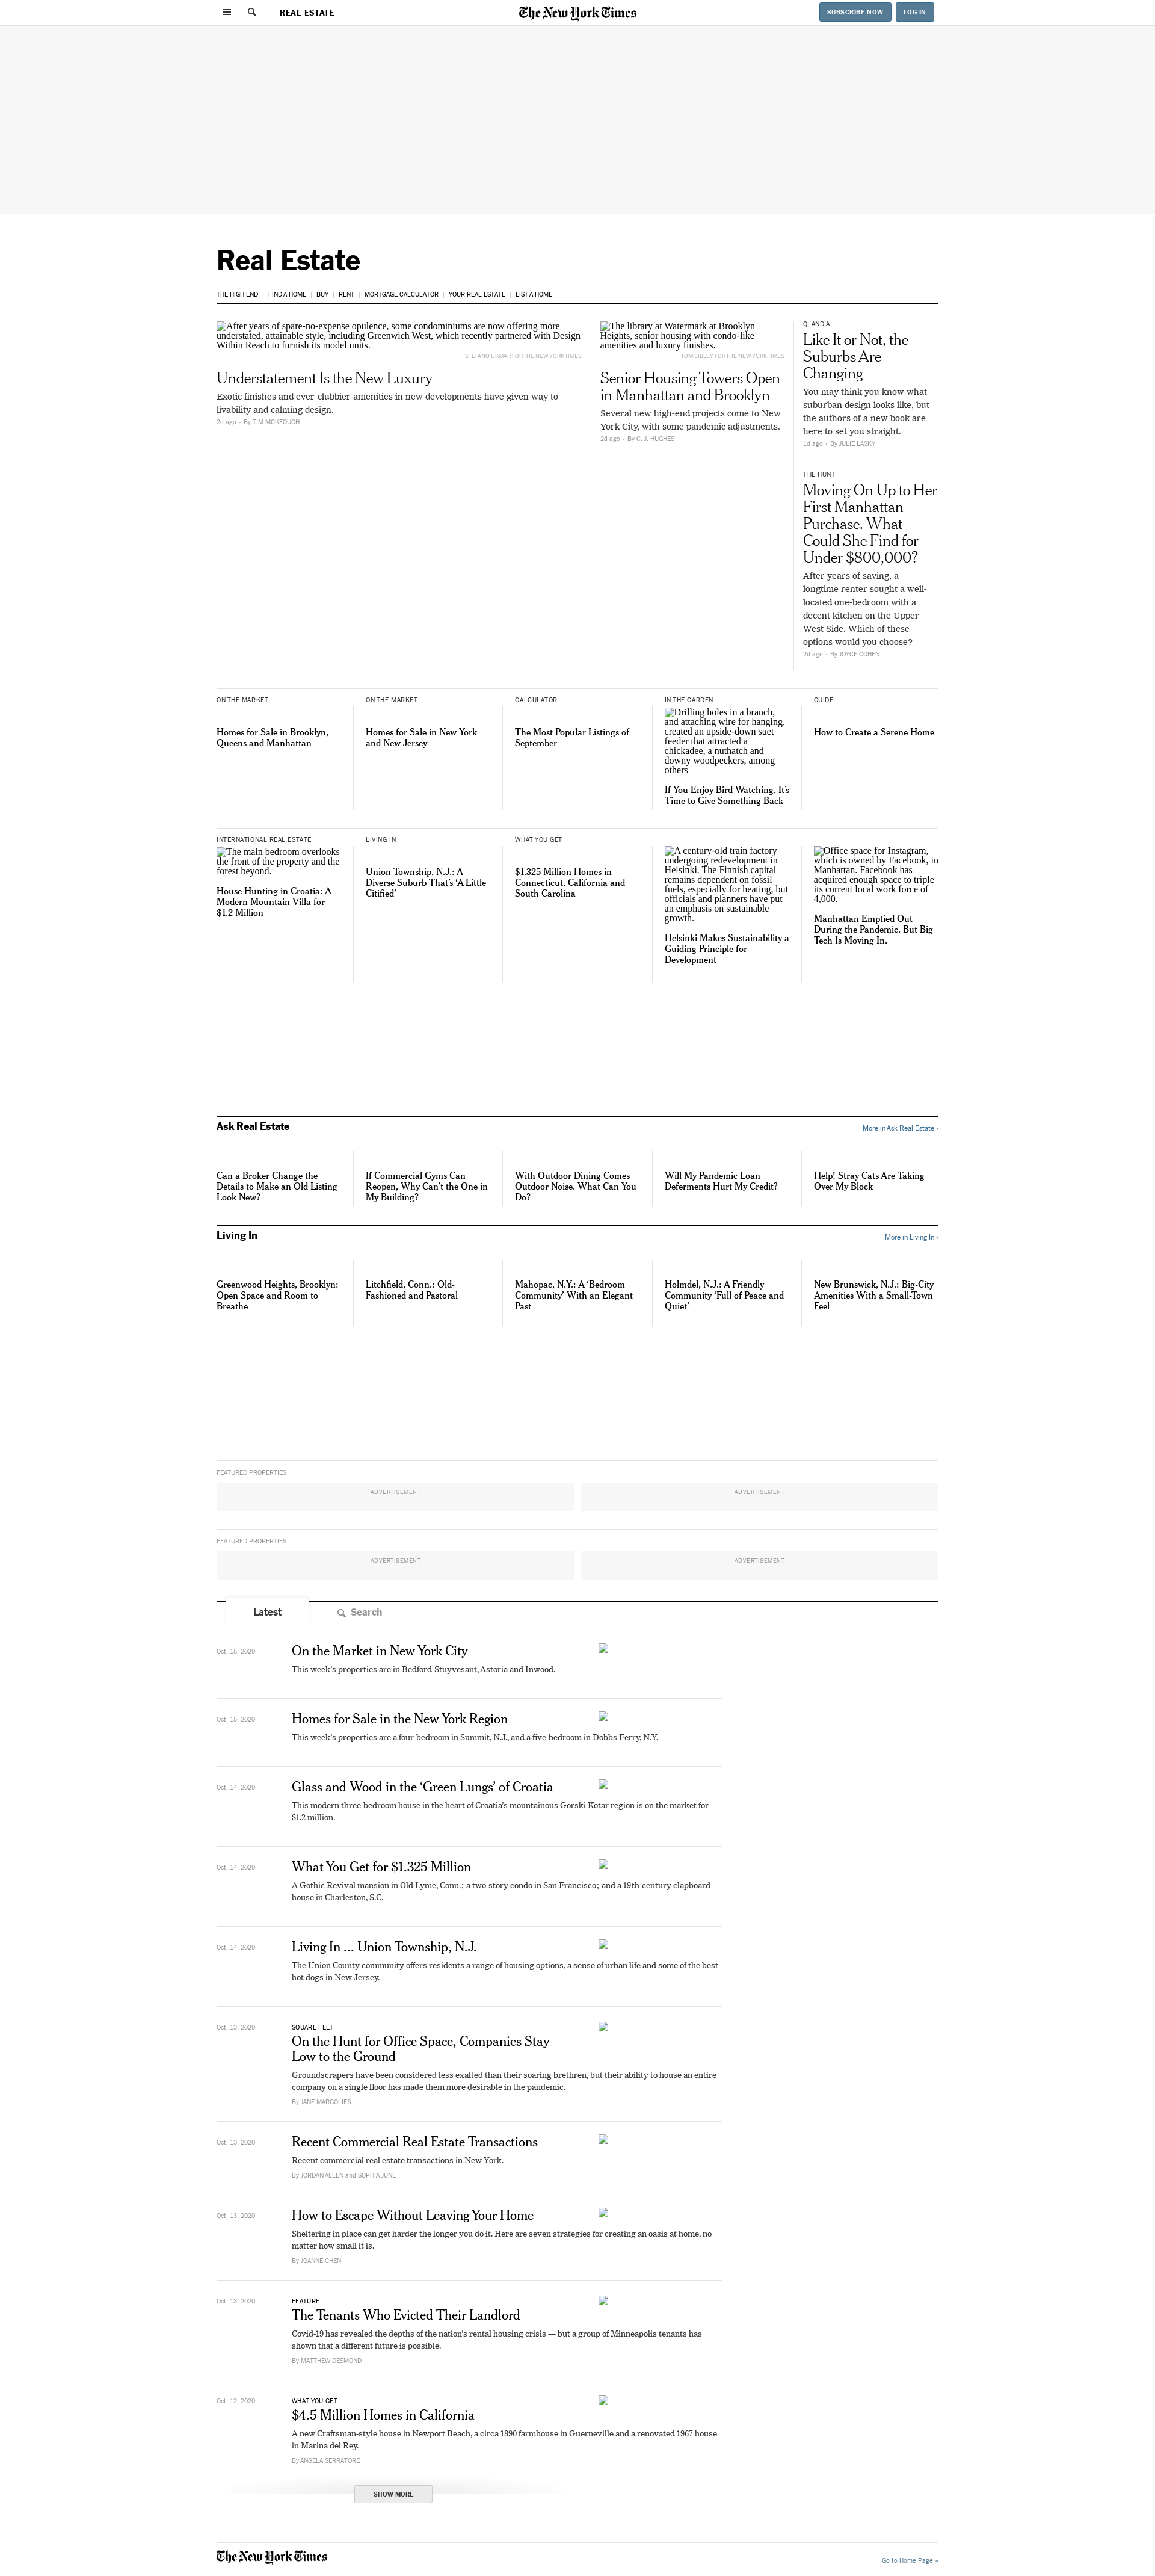 REAL ESTATE
The New York Times
SUBSCRIBE NOW
LOG IN
Real Estate
THE HIGH END
FIND A HOME
BUY
RENT
MORTGAGE CALCULATOR
YOUR REAL ESTATE
LIST A HOME
After years of spare-no-expense opulence, some condominiums are now offering more
understated, attainable style, including Greenwich West, which recently partnered with Design
Within Reach to furnish its model units.
STEFANO UKMAR FOR THE NEW YORK TIMES
Understatement Is the New Luxury
Exotic finishes and ever-clubbier amenities in new developments have given way to
livability and calming design.
2d ago · By TIM MCKEOUGH
The library at Watermark at Brooklyn
Heights, senior housing with condo-like
amenities and luxury finishes.
TOM SIBLEY FOR THE NEW YORK TIMES
Senior Housing Towers Open
in Manhattan and Brooklyn
Several new high-end projects come to New
York City, with some pandemic adjustments.
2d ago · By C. J. HUGHES
Q. AND A.
Like It or Not, the
Suburbs Are
Changing
You may think you know what
suburban design looks like, but
the authors of a new book are
here to set you straight.
1d ago · By JULIE LASKY
THE HUNT
Moving On Up to Her
First Manhattan
Purchase. What
Could She Find for
Under $800,000?
After years of saving, a
longtime renter sought a well-
located one-bedroom with a
decent kitchen on the Upper
West Side. Which of these
options would you choose?
2d ago · By JOYCE COHEN
ON THE MARKET
Homes for Sale in Brooklyn,
Queens and Manhattan
ON THE MARKET
Homes for Sale in New York
and New Jersey
CALCULATOR
The Most Popular Listings of
September
IN THE GARDEN
Drilling holes in a branch,
and attaching wire for hanging,
created an upside-down suet
feeder that attracted a
chickadee, a nuthatch and
downy woodpeckers, among
others
If You Enjoy Bird-Watching, It’s
Time to Give Something Back
GUIDE
How to Create a Serene Home
INTERNATIONAL REAL ESTATE
The main bedroom overlooks
the front of the property and the
forest beyond.
House Hunting in Croatia: A
Modern Mountain Villa for
$1.2 Million
LIVING IN
Union Township, N.J.: A
Diverse Suburb That’s ‘A Little
Citified’
WHAT YOU GET
$1.325 Million Homes in
Connecticut, California and
South Carolina
A century-old train factory
undergoing redevelopment in
Helsinki. The Finnish capital
remains dependent on fossil
fuels, especially for heating, but
officials and planners have put
an emphasis on sustainable
growth.
Helsinki Makes Sustainability a
Guiding Principle for
Development
Office space for Instagram,
which is owned by Facebook, in
Manhattan. Facebook has
acquired enough space to triple
its current local work force of
4,000.
Manhattan Emptied Out
During the Pandemic. But Big
Tech Is Moving In.
Ask Real Estate
More in Ask Real Estate ›
Can a Broker Change the
Details to Make an Old Listing
Look New?
If Commercial Gyms Can
Reopen, Why Can’t the One in
My Building?
With Outdoor Dining Comes
Outdoor Noise. What Can You
Do?
Will My Pandemic Loan
Deferments Hurt My Credit?
Help! Stray Cats Are Taking
Over My Block
Living In
More in Living In ›
Greenwood Heights, Brooklyn:
Open Space and Room to
Breathe
Litchfield, Conn.: Old-
Fashioned and Pastoral
Mahopac, N.Y.: A ‘Bedroom
Community’ With an Elegant
Past
Holmdel, N.J.: A Friendly
Community ‘Full of Peace and
Quiet’
New Brunswick, N.J.: Big-City
Amenities With a Small-Town
Feel
FEATURED PROPERTIES
ADVERTISEMENT
ADVERTISEMENT
FEATURED PROPERTIES
ADVERTISEMENT
ADVERTISEMENT
Latest
Search
Oct. 15, 2020
On the Market in New York City
This week’s properties are in Bedford-Stuyvesant, Astoria and Inwood.
Oct. 15, 2020
Homes for Sale in the New York Region
This week’s properties are a four-bedroom in Summit, N.J., and a five-bedroom in Dobbs Ferry, N.Y.
Oct. 14, 2020
Glass and Wood in the ‘Green Lungs’ of Croatia
This modern three-bedroom house in the heart of Croatia’s mountainous Gorski Kotar region is on the market for
$1.2 million.
Oct. 14, 2020
What You Get for $1.325 Million
A Gothic Revival mansion in Old Lyme, Conn.; a two-story condo in San Francisco; and a 19th-century clapboard
house in Charleston, S.C.
Oct. 14, 2020
Living In ... Union Township, N.J.
The Union County community offers residents a range of housing options, a sense of urban life and some of the best
hot dogs in New Jersey.
Oct. 13, 2020
SQUARE FEET
On the Hunt for Office Space, Companies Stay
Low to the Ground
Groundscrapers have been considered less exalted than their soaring brethren, but their ability to house an entire
company on a single floor has made them more desirable in the pandemic.
By JANE MARGOLIES
Oct. 13, 2020
Recent Commercial Real Estate Transactions
Recent commercial real estate transactions in New York.
By JORDAN ALLEN and SOPHIA JUNE
Oct. 13, 2020
How to Escape Without Leaving Your Home
Sheltering in place can get harder the longer you do it. Here are seven strategies for creating an oasis at home, no
matter how small it is.
By JOANNE CHEN
Oct. 13, 2020
FEATURE
The Tenants Who Evicted Their Landlord
Covid-19 has revealed the depths of the nation’s rental housing crisis — but a group of Minneapolis tenants has
shown that a different future is possible.
By MATTHEW DESMOND
Oct. 12, 2020
WHAT YOU GET
$4.5 Million Homes in California
A new Craftsman-style house in Newport Beach, a circa 1890 farmhouse in Guerneville and a renovated 1967 house
in Marina del Rey.
By ANGELA SERRATORE
SHOW MORE
The New York Times
Go to Home Page »